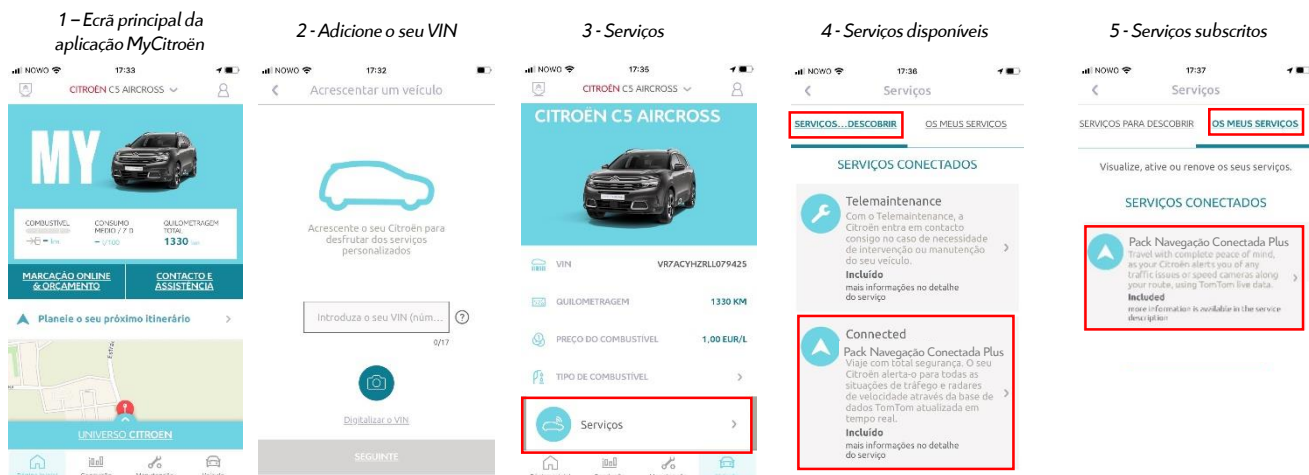 1 – Ecrã principal da
aplicação MyCitroën
NOWO
17:33
CITROËN C5 AIRCROSS
MY
COMBUSTÍVEL
CONSUMO
MEDIO / 7 D
QUILOMETRAGEM
TOTAL
1330
MARCAÇÃO ONLINE
& ORÇAMENTO
CONTACTO E
ASSISTÊNCIA
Planeie o seu próximo itinerário
UNIVERSO CITROEN
2 - Adicione o seu VIN
NOWO
17:32
Acrescentar um veículo
Acrescente o seu Citroën para
desfrutar dos serviços
personalizados
Introduza o seu VIN (núm...
?
0/17
Digitalizar o VIN
SEGUINTE
3 - Serviços
NOWO
17:35
CITROËN C5 AIRCROSS
CITROËN C5 AIRCROSS
VIN
VR7ACYHZRLL079425
QUILOMETRAGEM
1330 KM
PREÇO DO COMBUSTÍVEL
1,00 EUR/L
TIPO DE COMBUSTÍVEL
Serviços
4 - Serviços disponíveis
NOWO
17:36
Serviços
SERVIÇOS...DESCOBRIR
OS MEUS SERVIÇOS
SERVIÇOS CONECTADOS
Telemaintenance
Com o Telemaintenance, a
Citroën entra em contacto
consigo no caso de necessidade
de intervenção ou manutenção
do seu veículo.
Incluído
mais informações no detalhe
do serviço
Connected
Pack Navegação Conectada Plus
Viaje com total segurança. O seu
Citroën alerta-o para todas as
situações de tráfego e radares
de velocidade através da base de
dados TomTom atualizada em
tempo real.
Incluído
mais informações no detalhe
do serviço
5 - Serviços subscritos
NOWO
17:37
Serviços
SERVIÇOS PARA DESCOBRIR
OS MEUS SERVIÇOS
Visualize, ative ou renove os seus serviços.
SERVIÇOS CONECTADOS
Pack Navegação Conectada Plus
Travel with complete peace of mind,
as your Citroën alerts you of any
traffic issues or speed cameras along
your route, using TomTom live data.
Included
more information is available in the service
description